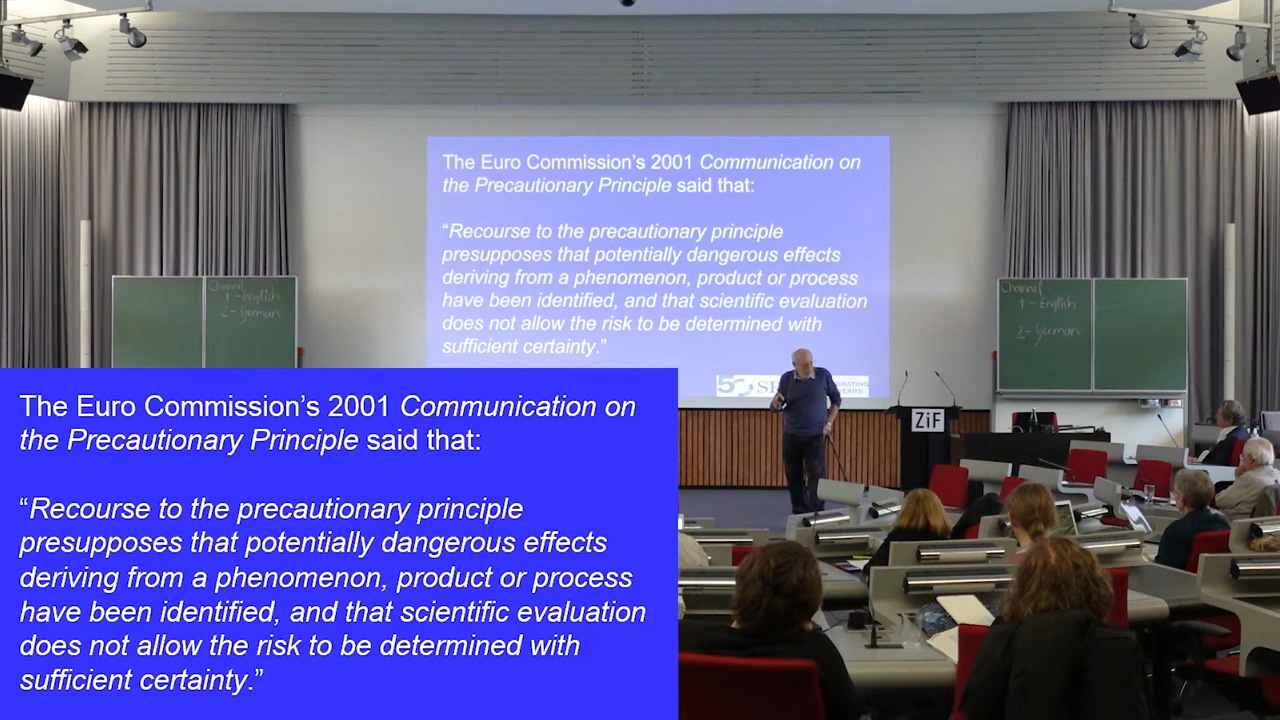 The Euro Commission's 2001 Communication on
the Precautionary Principle said that:
“Recourse to the precautionary principle
presupposes that potentially dangerous effects
deriving from a phenomenon, product or process
have been identified, and that scientific evaluation
does not allow the risk to be determined with
sufficient certainty.”
Channel
1 - English
2 - German
Channel
1 - English
2 - German
ZiF
The Euro Commission's 2001 Communication on
the Precautionary Principle said that:
“Recourse to the precautionary principle
presupposes that potentially dangerous effects
deriving from a phenomenon, product or process
have been identified, and that scientific evaluation
does not allow the risk to be determined with
sufficient certainty.”